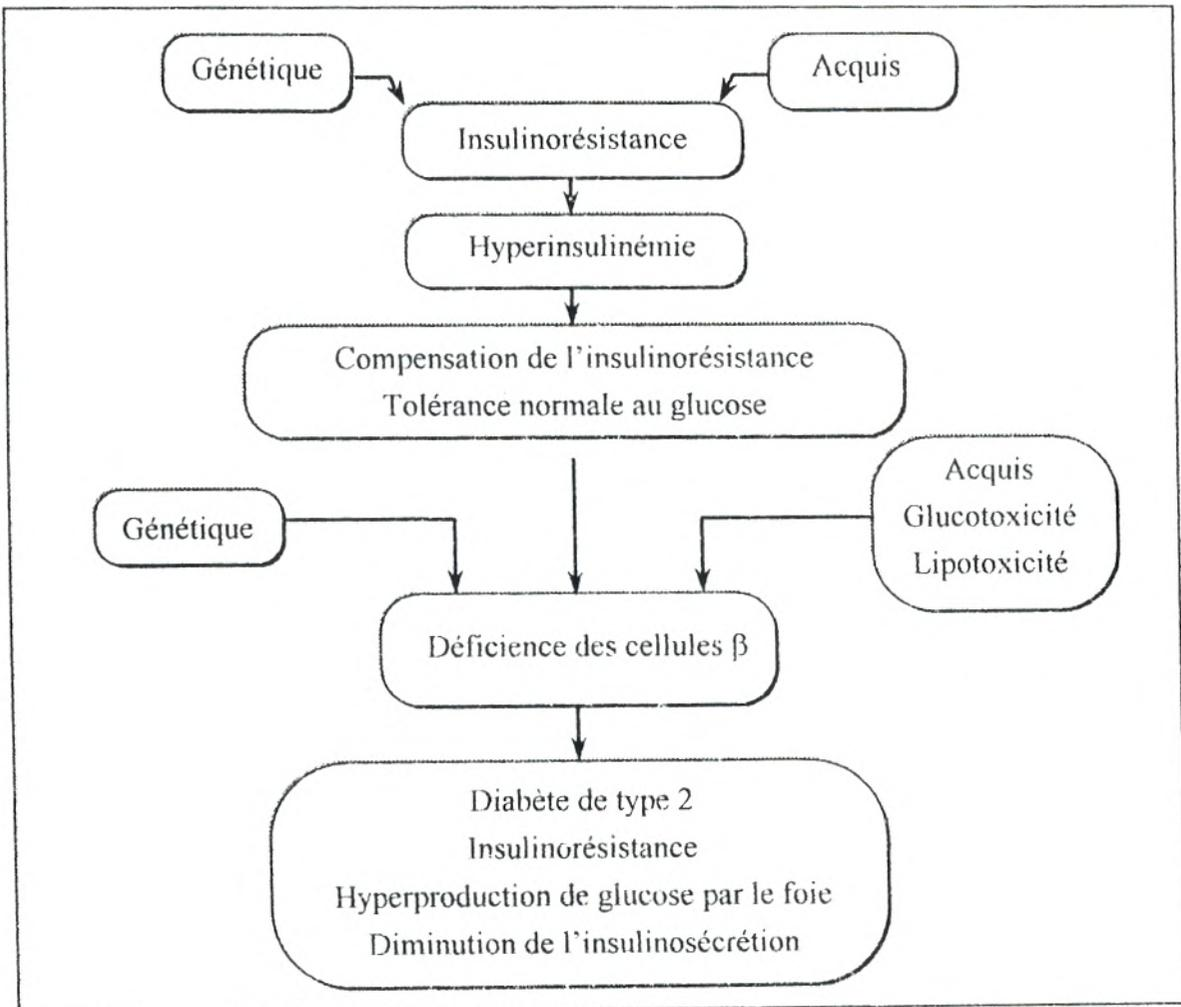 Génétique
Acquis
Insulinorésistance
Hyperinsulinémie
Compensation de l'insulinorésistance
Tolérance normale au glucose
Génétique
Acquis
Glucotoxicité
Lipotoxicité
Déficience des cellules β
Diabète de type 2
Insulinorésistance
Hyperproduction de glucose par le foie
Diminution de l'insulinosécrétion